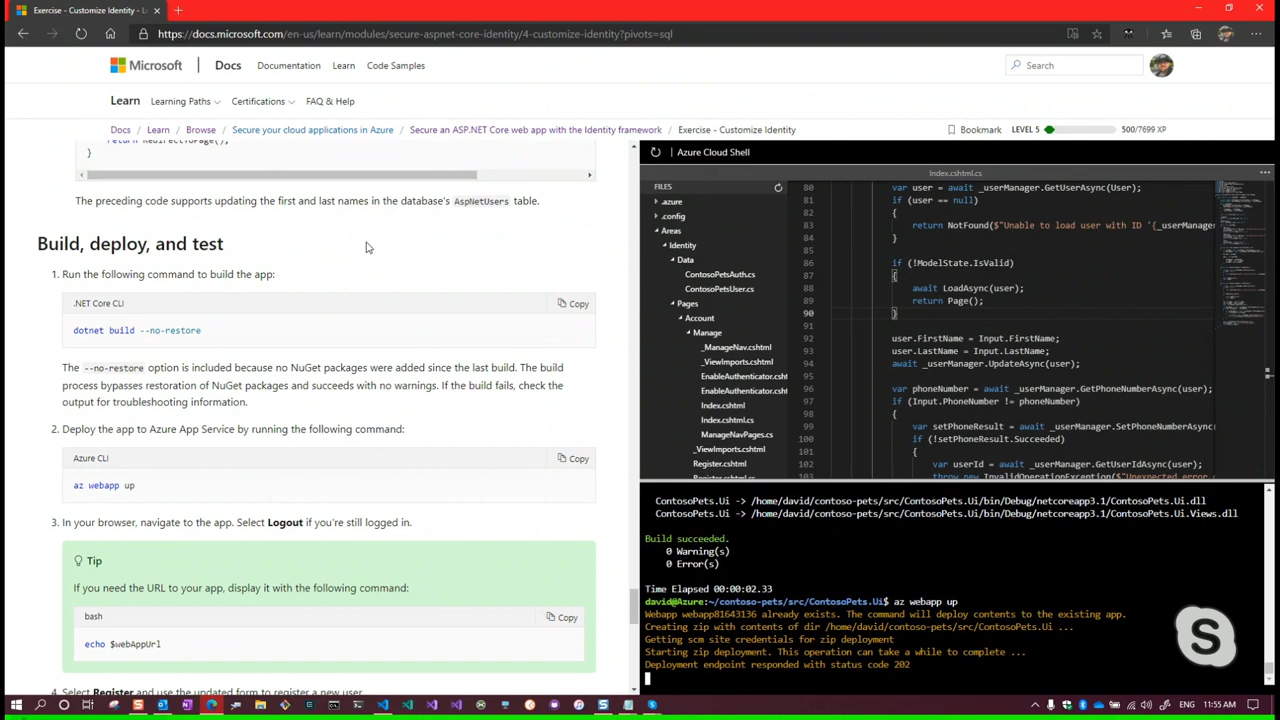 Exercise - Customize Identity - L
https://docs.microsoft.com/en-us/learn/modules/secure-aspnet-core-identity/4-customize-identity?pivots=sql
Microsoft
Docs
Documentation
Learn
Code Samples
Search
Learn
Learning Paths
Certifications
FAQ & Help
Docs / Learn / Browse / Secure your cloud applications in Azure / Secure an ASP.NET Core web app with the Identity framework / Exercise - Customize Identity
Bookmark
LEVEL 5
500/7699 XP
return RedirectToPage();
}
The preceding code supports updating the first and last names in the database's AspNetUsers table.
Build, deploy, and test
1. Run the following command to build the app:
.NET Core CLI
Copy
dotnet build --no-restore
The --no-restore option is included because no NuGet packages were added since the last build. The build
process bypasses restoration of NuGet packages and succeeds with no warnings. If the build fails, check the
output for troubleshooting information.
2. Deploy the app to Azure App Service by running the following command:
Azure CLI
Copy
az webapp up
3. In your browser, navigate to the app. Select Logout if you're still logged in.
Tip
If you need the URL to your app, display it with the following command:
bash
Copy
echo $webAppUrl
4. Select Register and use the updated form to register a new user.
Azure Cloud Shell
Index.cshtml.cs
FILES
.azure
.config
Areas
Identity
Data
ContosoPetsAuth.cs
ContosoPetsUser.cs
Pages
Account
Manage
_ManageNav.cshtml
_ViewImports.cshtml
EnableAuthenticator.csht
EnableAuthenticator.csht
Index.cshtml
Index.cshtml.cs
ManageNavPages.cs
_ViewImports.cshtml
Register.cshtml
Register.cshtml.cs
80 var user = await _userManager.GetUserAsync(User);
81 if (user == null)
82 {
83 return NotFound($"Unable to load user with ID '{_userManager
84 }
85
86 if (!ModelState.IsValid)
87 {
88 await LoadAsync(user);
89 return Page();
90 }
91
92 user.FirstName = Input.FirstName;
93 user.LastName = Input.LastName;
94 await _userManager.UpdateAsync(user);
95
96 var phoneNumber = await _userManager.GetPhoneNumberAsync(user);
97 if (Input.PhoneNumber != phoneNumber)
98 {
99 var setPhoneResult = await _userManager.SetPhoneNumberAsync(
100 if (!setPhoneResult.Succeeded)
101 {
102 var userId = await _userManager.GetUserIdAsync(user);
103 throw new InvalidOperationException($"Unexpected error
ContosoPets.Ui -> /home/david/contoso-pets/src/ContosoPets.Ui/bin/Debug/netcoreapp3.1/ContosoPets.Ui.dll
ContosoPets.Ui -> /home/david/contoso-pets/src/ContosoPets.Ui/bin/Debug/netcoreapp3.1/ContosoPets.Ui.Views.dll
Build succeeded.
0 Warning(s)
0 Error(s)
Time Elapsed 00:00:02.33
david@Azure:~/contoso-pets/src/ContosoPets.Ui$ az webapp up
Webapp webapp81643136 already exists. The command will deploy contents to the existing app.
Creating zip with contents of dir /home/david/contoso-pets/src/ContosoPets.Ui ...
Getting scm site credentials for zip deployment
Starting zip deployment. This operation can take a while to complete ...
Deployment endpoint responded with status code 202
S
ENG
11:55 AM